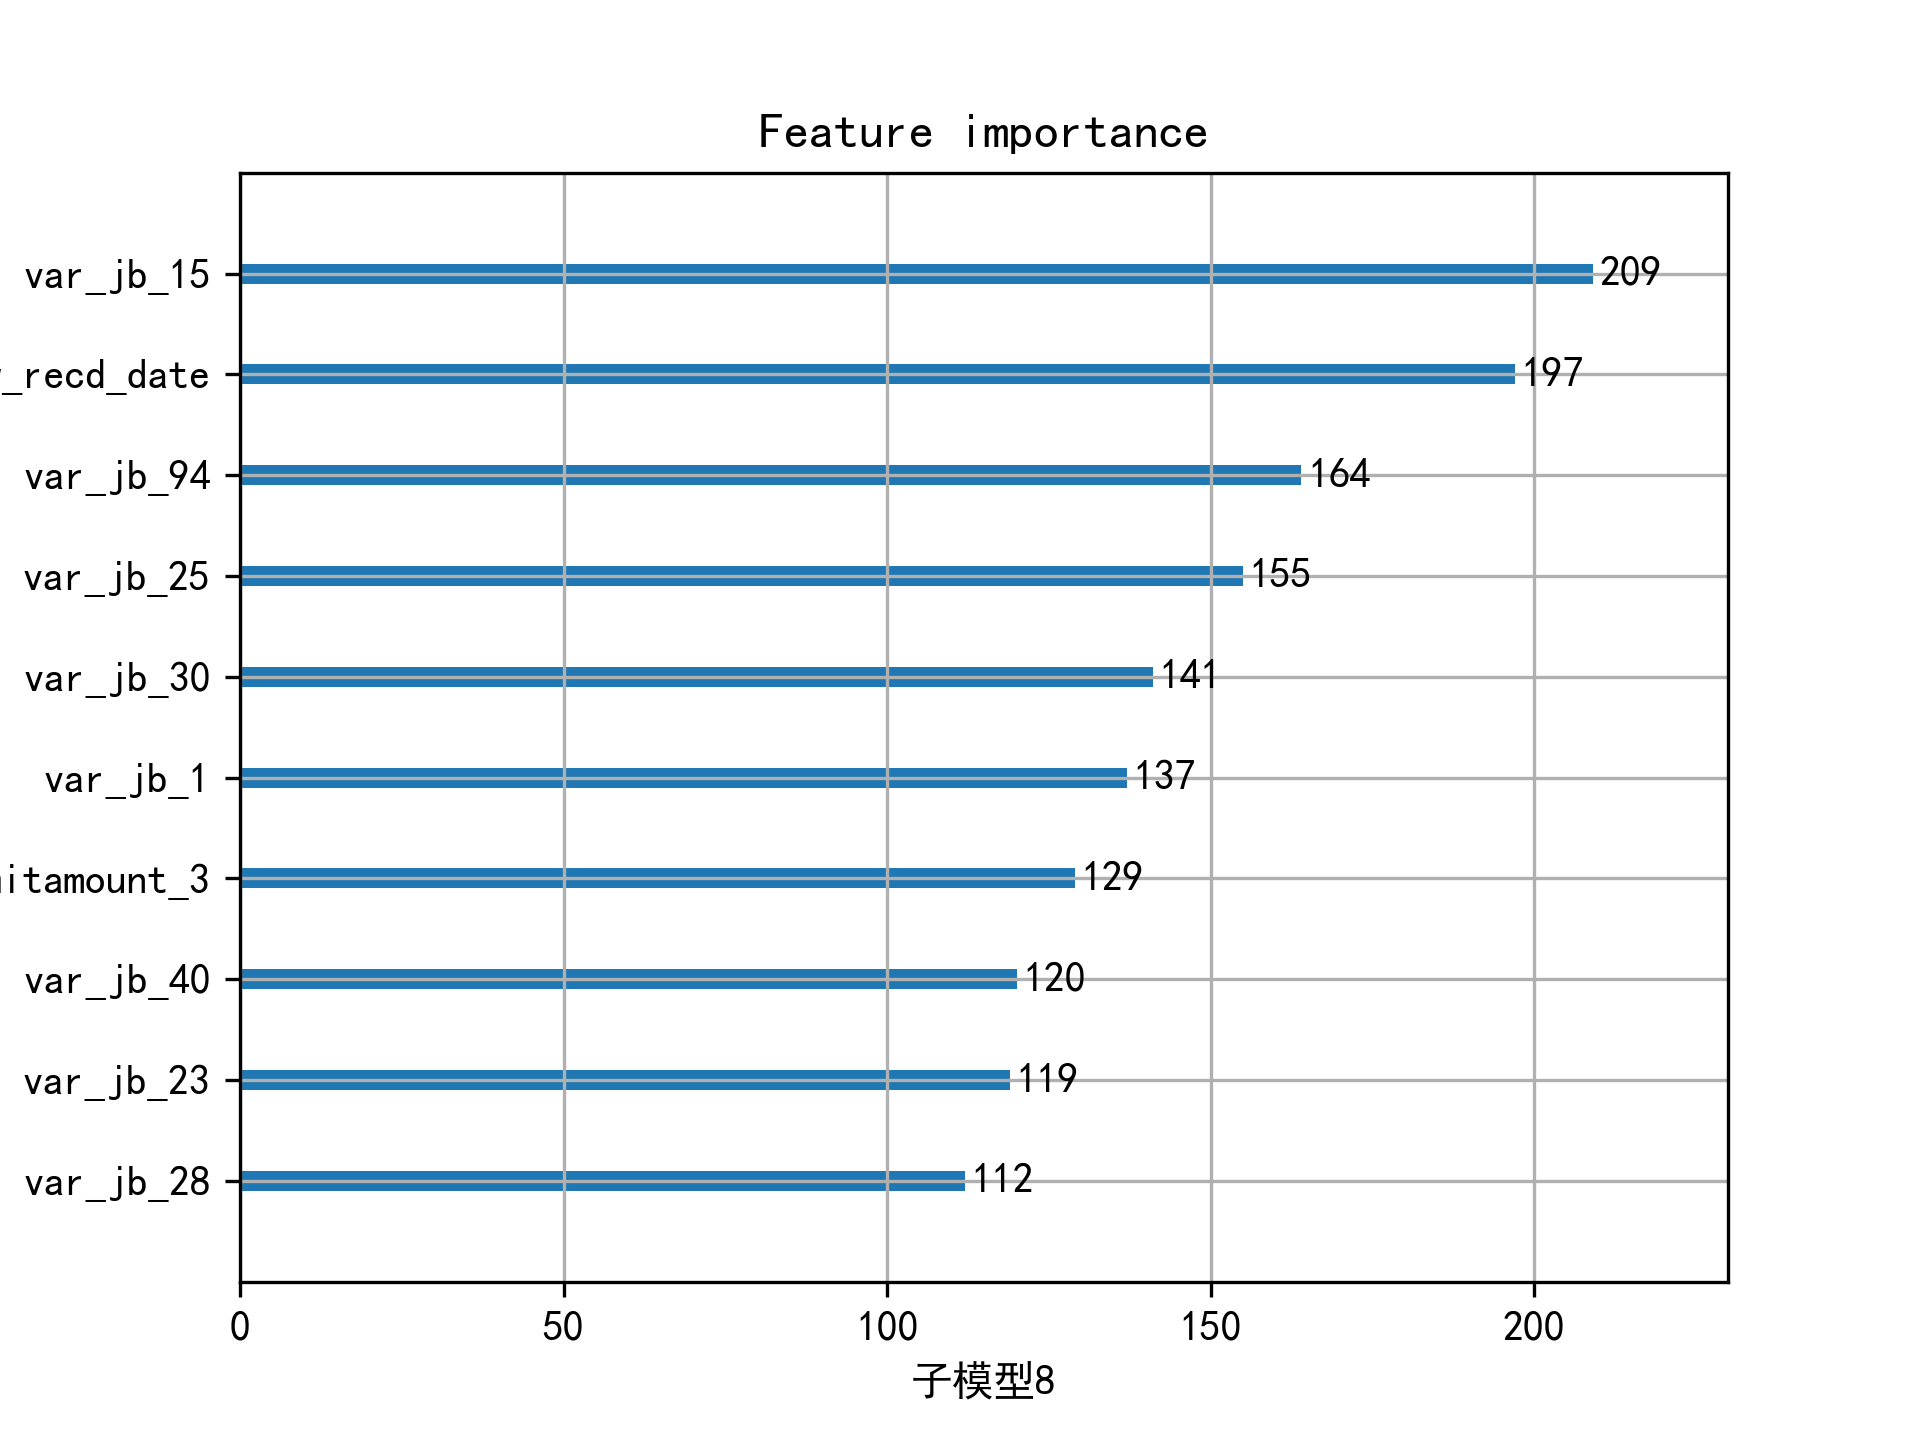 Feature importance
var_jb_15 209
_recd_date 197
var_jb_94 164
var_jb_25 155
var_jb_30 141
var_jb_1 137
itamount_3 129
var_jb_40 120
var_jb_23 119
var_jb_28 112
0 50 100 150 200
子模型8